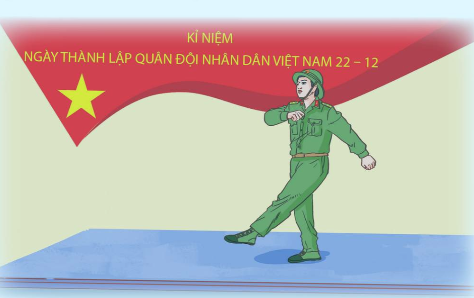 KỈ NIỆM
NGÀY THÀNH LẬP QUÂN ĐỘI NHÂN DÂN VIỆT NAM 22 – 12